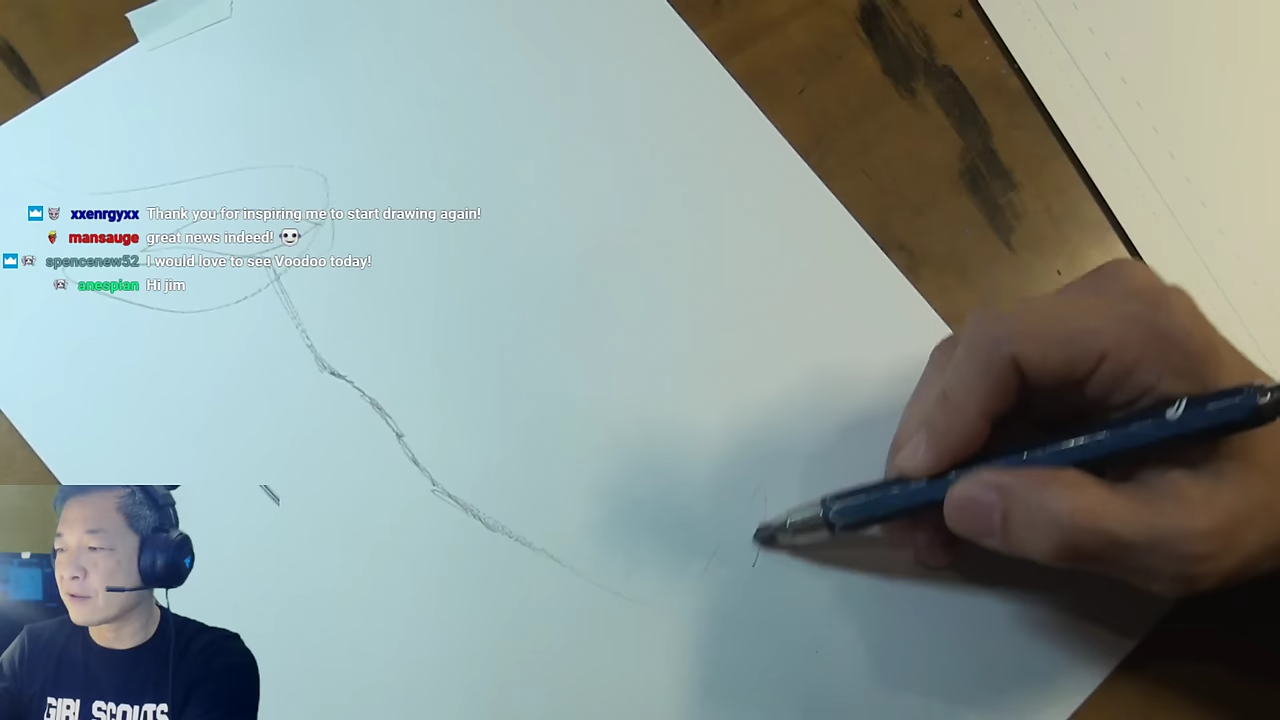 xxenrgyxx Thank you for inspiring me to start drawing again!
mansauge great news indeed!
spencenew52 I would love to see Voodoo today!
anespian Hi jim
GIRL SCOUTS